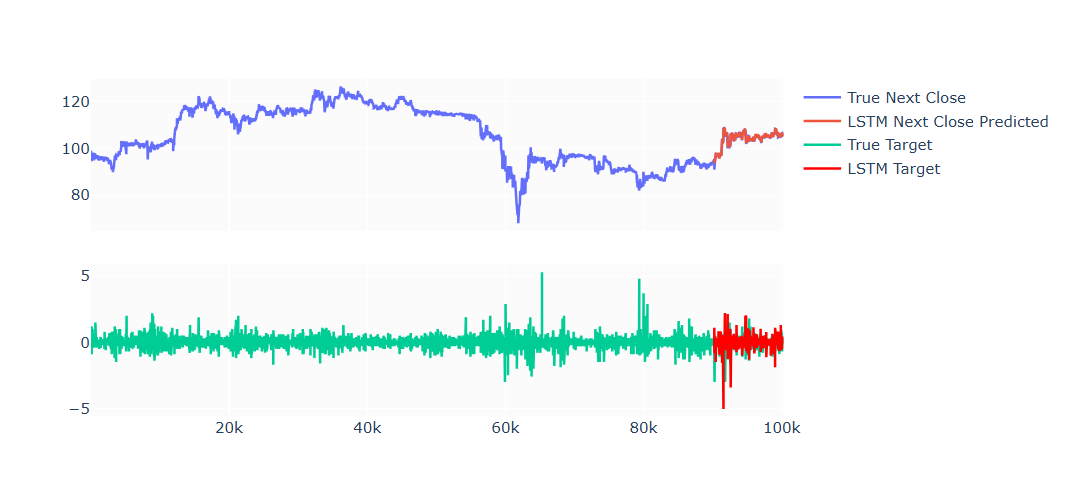 120
100
80
5
0
−5
20k
40k
60k
80k
100k
True Next Close
LSTM Next Close Predicted
True Target
LSTM Target